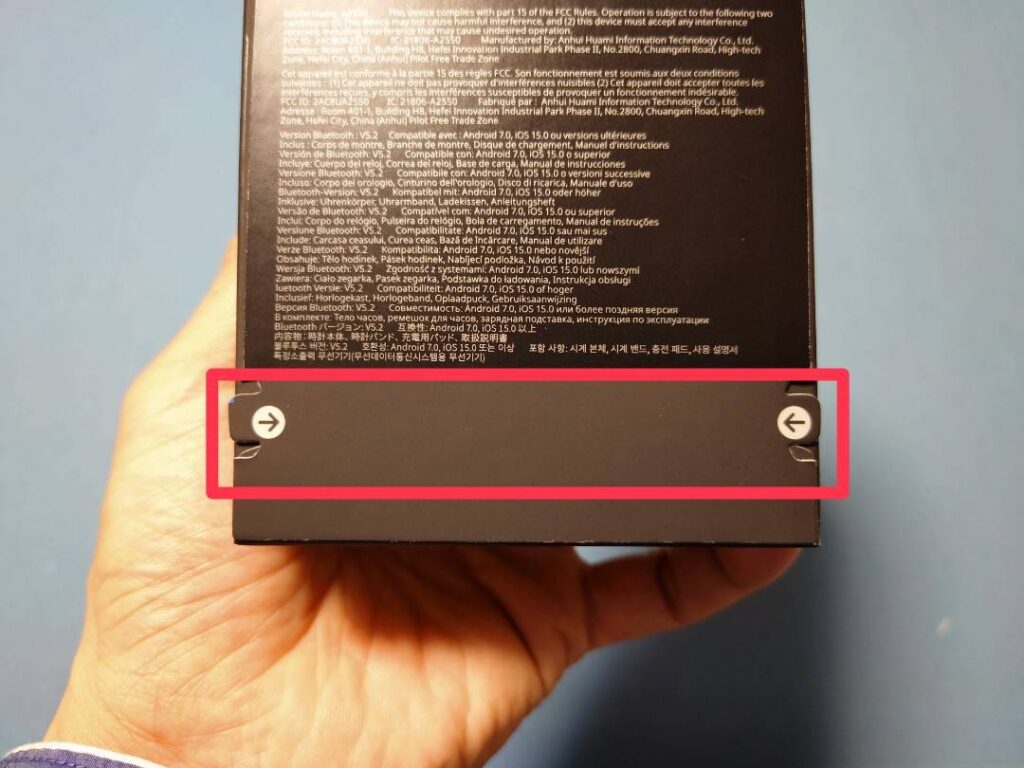 Model Name: A2550 This device complies with part 15 of the FCC Rules. Operation is subject to the following two
conditions: (1) This device may not cause harmful interference, and (2) this device must accept any interference
received, including interference that may cause undesired operation.
FCC ID: 2AC8UA2550 IC: 21806-A2550 Manufactured by: Anhui Huami Information Technology Co., Ltd.
Address: Room 401-1, Building H8, Hefei Innovation Industrial Park Phase II, No.2800, Chuangxin Road, High-tech
Zone, Hefei City, China (Anhui) Pilot Free Trade Zone
Cet appareil est conforme à la partie 15 des règles FCC. Son fonctionnement est soumis aux deux conditions
suivantes : (1) Cet appareil ne doit pas provoquer d'interférences nuisibles (2) Cet appareil doit accepter toutes les
interférences reçues, y compris les interférences susceptibles de provoquer un fonctionnement indésirable.
FCC ID: 2AC8UA2550 IC: 21806-A2550 Fabriqué par : Anhui Huami Information Technology Co., Ltd.
Adresse : Room 401-1, Building H8, Hefei Innovation Industrial Park Phase II, No.2800, Chuangxin Road, High-tech
Zone, Hefei City, China (Anhui) Pilot Free Trade Zone
Version Bluetooth : V5.2 Compatible avec : Android 7.0, iOS 15.0 ou versions ultérieures
Inclus : Corps de montre, Branche de montre, Disque de chargement, Manuel d'instructions
Versión de Bluetooth: V5.2 Compatible con: Android 7.0, iOS 15.0 o superior
Incluye: Cuerpo del reloj, Correa del reloj, Base de carga, Manual de instrucciones
Versione Bluetooth: V5.2 Compatibile con: Android 7.0, iOS 15.0 o versioni successive
Incluso: Corpo del orologio, Cinturino dell'orologio, Disco di ricarica, Manuale d'uso
Bluetooth-Version: V5.2 Kompatibel mit: Android 7.0, iOS 15.0 oder höher
Inklusive: Uhrenkörper, Uhrarmband, Ladekissen, Anleitungsheft
Versão de Bluetooth: V5.2 Compatível com: Android 7.0, iOS 15.0 ou superior
Inclui: Corpo do relógio, Pulseira do relógio, Bola de carregamento, Manual de instruções
Versiune Bluetooth: V5.2 Compatibilitate: Android 7.0, iOS 15.0 sau mai sus
Include: Carcasa ceasului, Curea ceas, Bază de încărcare, Manual de utilizare
Verze Bluetooth: V5.2 Kompatibilita: Android 7.0, iOS 15.0 nebo novější
Obsahuje: Tělo hodinek, Pásek hodinek, Nabíjecí podložka, Návod k použití
Wersja Bluetooth: V5.2 Zgodność z systemami: Android 7.0, iOS 15.0 lub nowszymi
Zawiera: Ciało zegarka, Pasek zegarka, Podstawka do ładowania, Instrukcja obsługi
luetooth Versie: V5.2 Compatibiliteit: Android 7.0, iOS 15.0 of hoger
Inclusief: Horlogekast, Horlogeband, Oplaadpuck, Gebruiksaanwijzing
Версия Bluetooth: V5.2 Совместимость: Android 7.0, iOS 15.0 или более поздняя версия
В комплекте: Тело часов, ремешок для часов, зарядная подставка, инструкция по эксплуатации
Bluetooth バージョン: V5.2 互換性: Android 7.0, iOS 15.0 以上
内容物：時計本体、時計バンド、充電用パッド、取扱説明書
블루투스 버전: V5.2 호환성: Android 7.0, iOS 15.0 또는 이상 포함 사항: 시계 본체, 시계 밴드, 충전 패드, 사용 설명서
특정소출력 무선기기(무선데이터통신시스템용 무선기기)